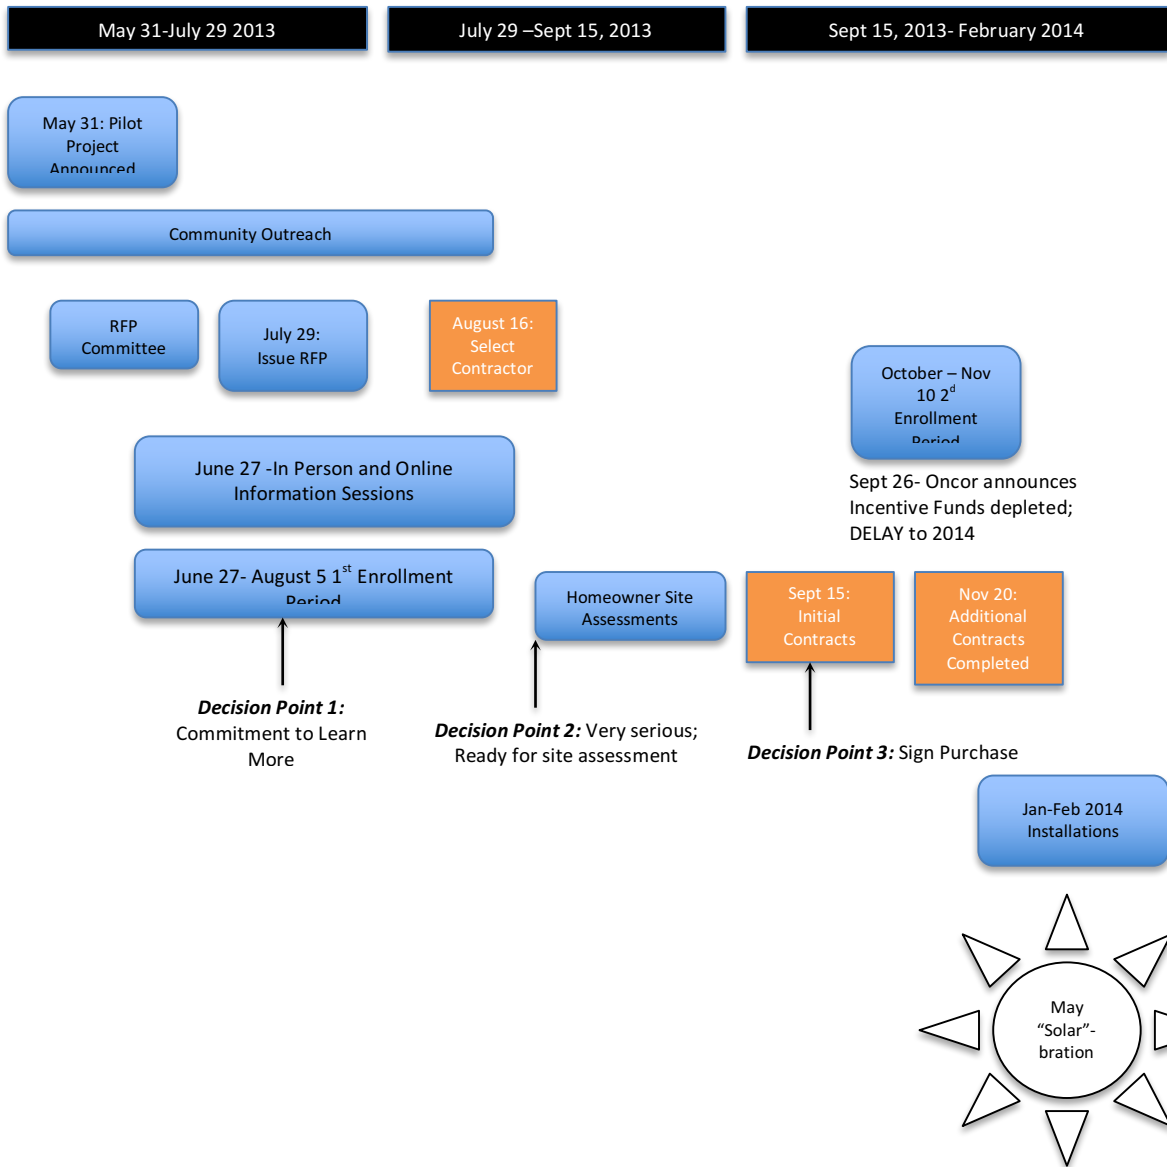 May 31-July 29 2013
July 29 –Sept 15, 2013
Sept 15, 2013- February 2014
May 31: Pilot
Project
Announced
Community Outreach
RFP
Committee
July 29:
Issue RFP
August 16:
Select
Contractor
October – Nov
10 2d
Enrollment
Period
Sept 26- Oncor announces
Incentive Funds depleted;
DELAY to 2014
June 27 -In Person and Online
Information Sessions
June 27- August 5 1st Enrollment
Period
Homeowner Site
Assessments
Sept 15:
Initial
Contracts
Nov 20:
Additional
Contracts
Completed
Decision Point 1:
Commitment to Learn
More
Decision Point 2: Very serious;
Ready for site assessment
Decision Point 3: Sign Purchase
Jan-Feb 2014
Installations
May
“Solar”-
bration